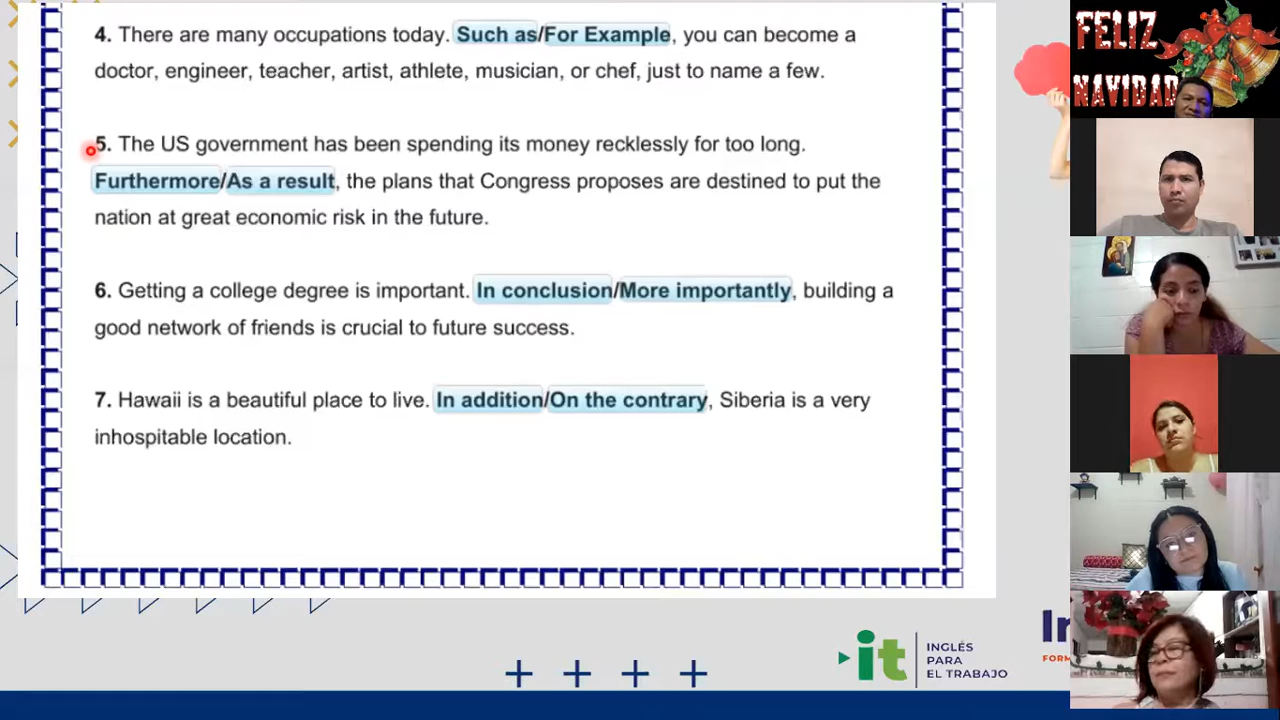 4. There are many occupations today. Such as/For Example, you can become a
doctor, engineer, teacher, artist, athlete, musician, or chef, just to name a few.
5. The US government has been spending its money recklessly for too long.
Furthermore/As a result, the plans that Congress proposes are destined to put the
nation at great economic risk in the future.
6. Getting a college degree is important. In conclusion/More importantly, building a
good network of friends is crucial to future success.
7. Hawaii is a beautiful place to live. In addition/On the contrary, Siberia is a very
inhospitable location.
FELIZ
NAVIDAD
it
INGLÉS
PARA
EL TRABAJO
In
FORM